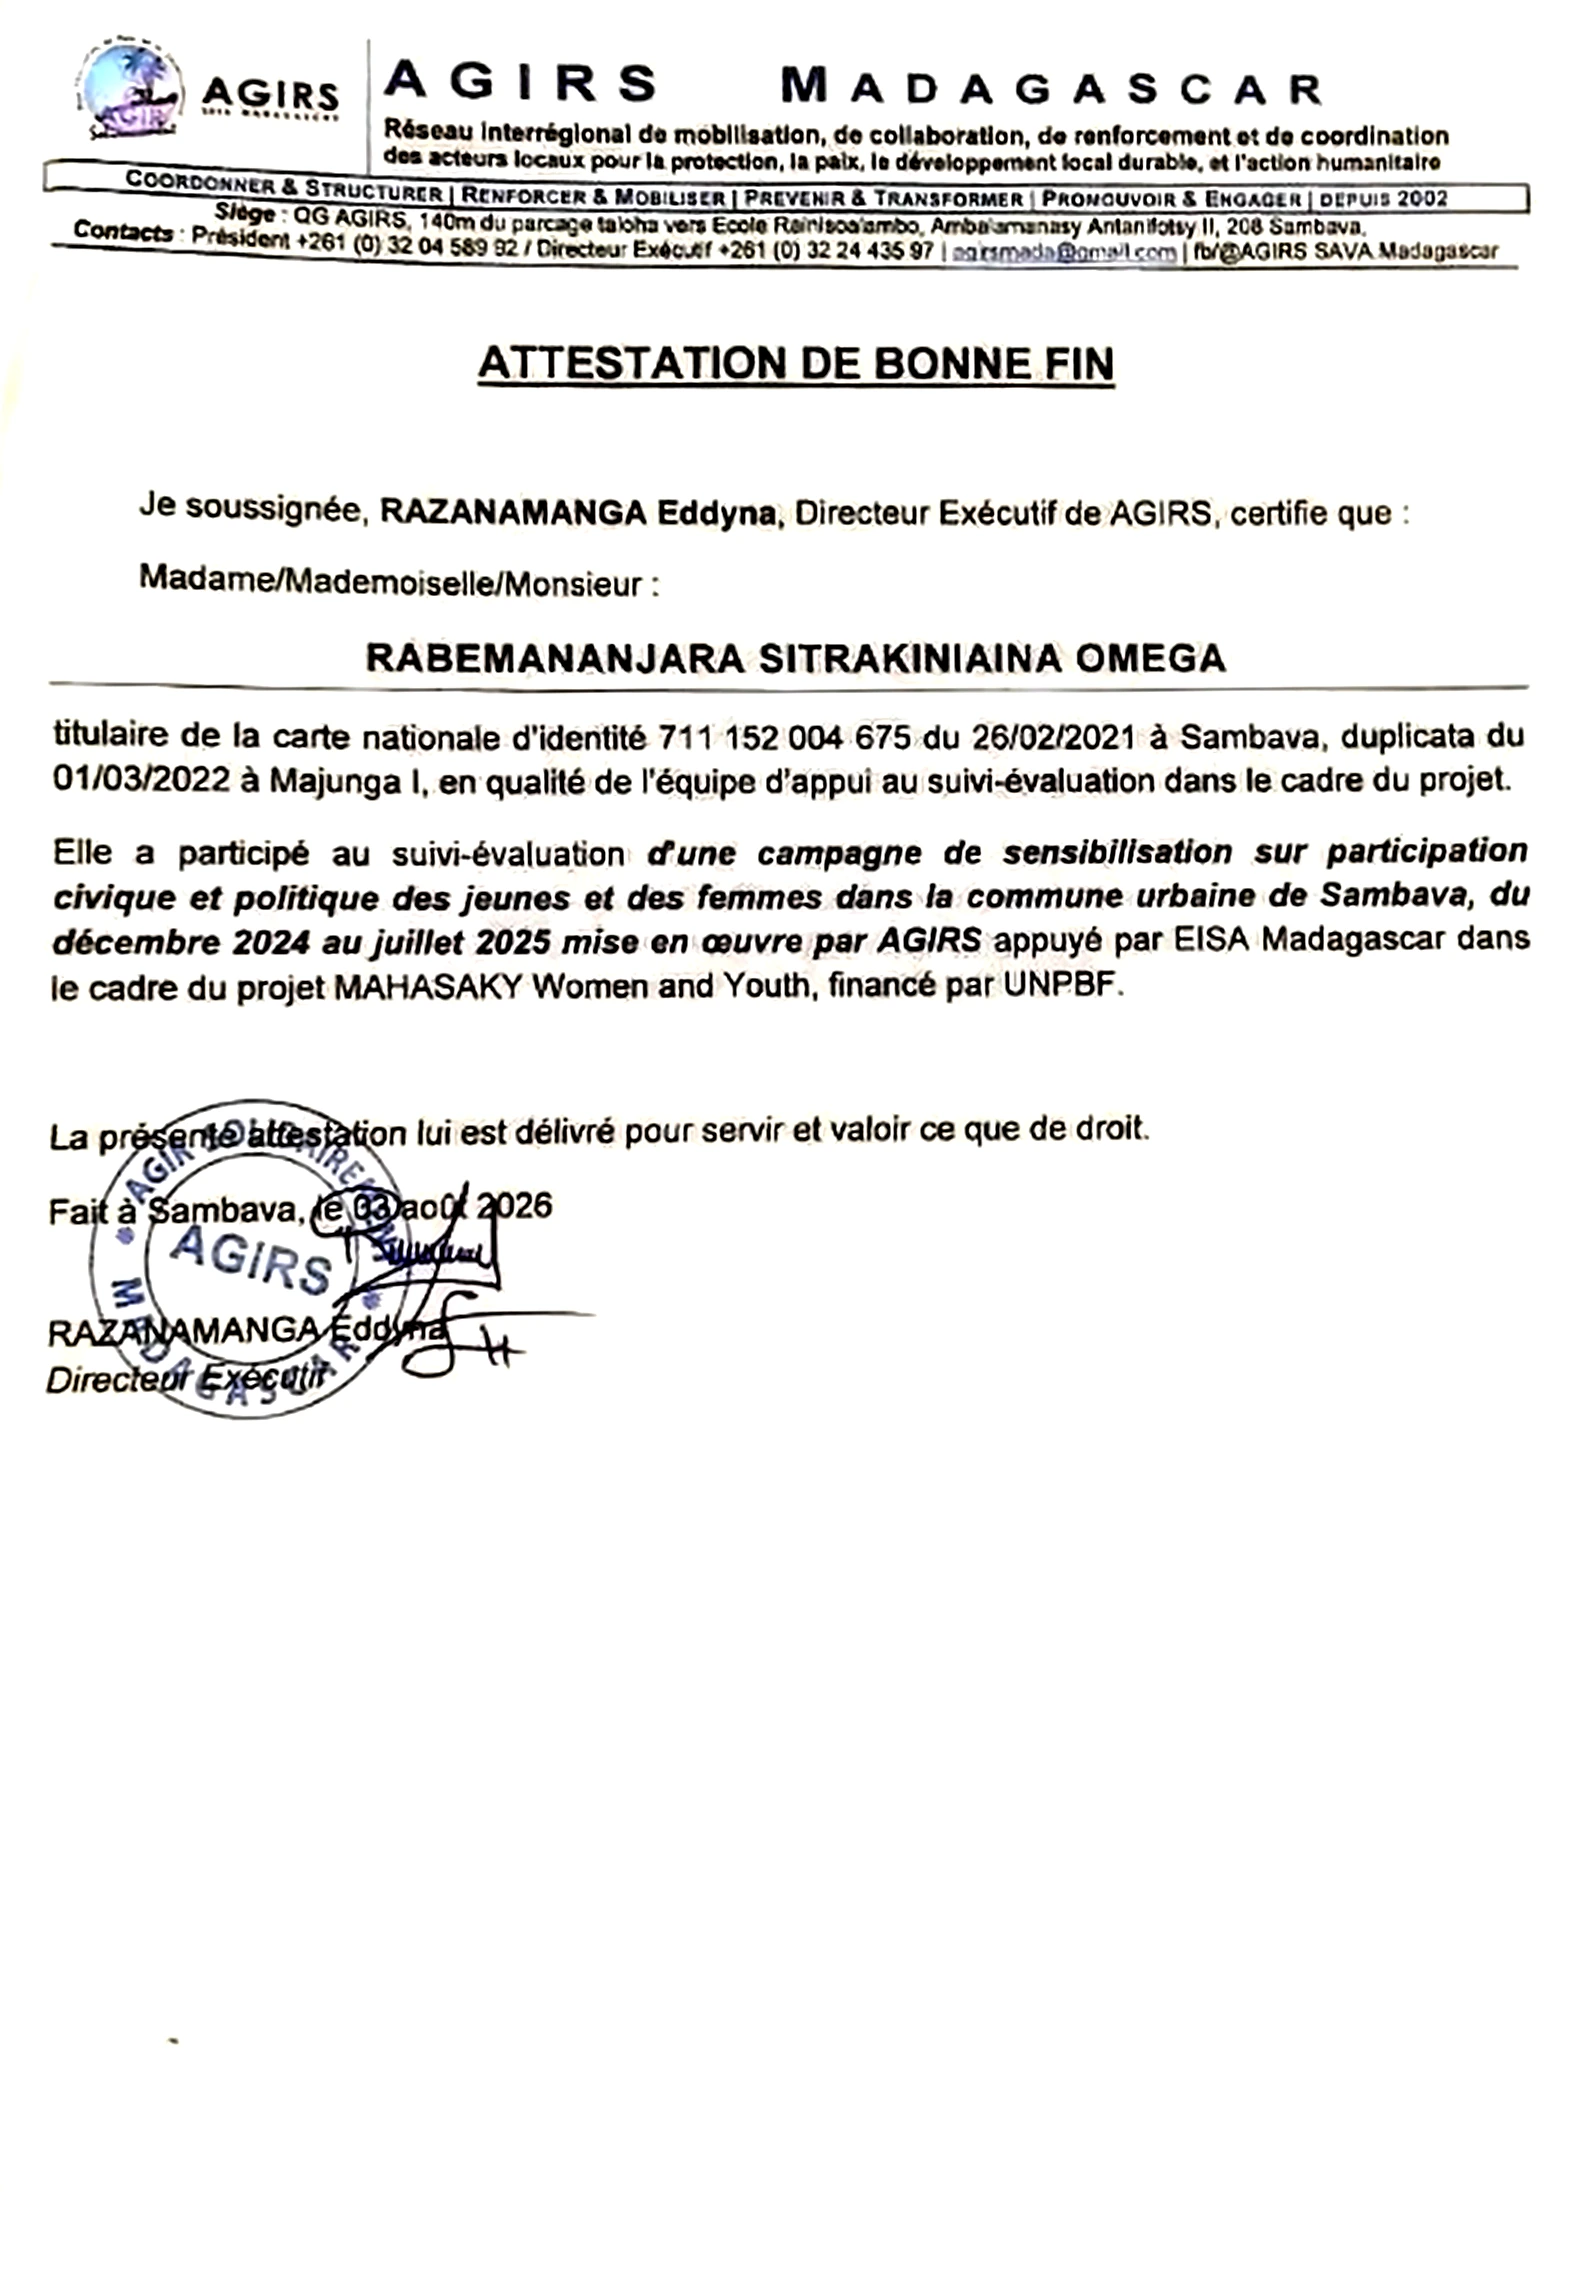 AGIRS
AGIRS MADAGASCAR
Réseau interrégional de mobilisation, de collaboration, de renforcement et de coordination
des acteurs locaux pour la protection, la paix, le développement local durable, et l'action humanitaire
COORDONNER & STRUCTURER | RENFORCER & MOBILISER | PREVENIR & TRANSFORMER | PROMOUVOIR & ENGAGER | DEPUIS 2002
Siège : QG AGIRS, 140m du parcage taloha vers Ecole Antanifotsy II, 208 Sambava.
Contacts : Président +261 (0) 32 04 589 92 / Directeur Exécutif +261 (0) 32 24 435 97 | agirsmada@gmail.com | fb/@AGIRS SAVA Madagascar
ATTESTATION DE BONNE FIN
Je soussignée, RAZANAMANGA Eddyna, Directeur Exécutif de AGIRS, certifie que :
Madame/Mademoiselle/Monsieur :
RABEMANANJARA SITRAKINIAINA OMEGA
titulaire de la carte nationale d'identité 711 152 004 675 du 26/02/2021 à Sambava, duplicata du
01/03/2022 à Majunga I, en qualité de l'équipe d'appui au suivi-évaluation dans le cadre du projet.
Elle a participé au suivi-évaluation d'une campagne de sensibilisation sur participation
civique et politique des jeunes et des femmes dans la commune urbaine de Sambava, du
décembre 2024 au juillet 2025 mise en œuvre par AGIRS appuyé par EISA Madagascar dans
le cadre du projet MAHASAKY Women and Youth, financé par UNPBF.
La présente attestation lui est délivré pour servir et valoir ce que de droit.
Fait à Sambava, le 03 août 2026
AGIRS
MADAGASCAR
RAZANAMANGA Eddyna
Directeur Exécutif